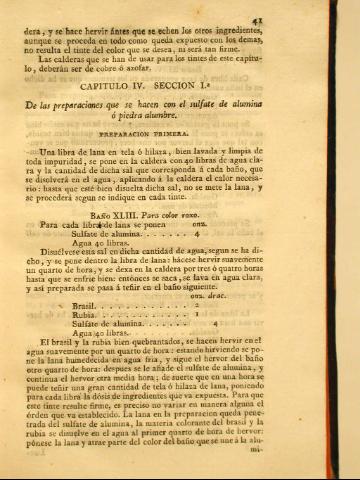 41
dera, y se hace hervir ántes que se echen los otros ingredientes,
aunque se proceda en todo como queda expuesto con los demas,
no resulta el tinte del color que se desea, ni será tan firme.
Las calderas que se han de usar para los tintes de este capítu-
lo, deberán ser de cobre ó azofar.
CAPITULO IV. SECCION I.ª
De las preparaciones que se hacen con el sulfate de alumina
ó piedra alumbre.
PREPARACION PRIMERA.
Una libra de lana en tela ó hilaza, bien lavada y limpia de
toda impuridad, se pone en la caldera con 40 libras de agua cla-
ra y la cantidad de dicha sal que corresponda á cada baño, que
se disolverá en el agua, aplicando á la caldera el calor necesa-
rio: hasta que esté bien disuelta dicha sal, no se mete la lana, y
se procederá segun se indique en cada tinte.
BAÑO XLIII. Para color roxo.
Para cada libra de lana se ponen onz.
Sulfate de alumina. . . . . . . . 4
Agua 40 libras.
Disuélvese esta sal en dicha cantidad de agua, segun se ha di-
cho, y se pone dentro la libra de lana: hácese hervir suavemente
un quarto de hora, y se dexa en la caldera por tres ó quatro horas
hasta que se enfrie bien: entónces se saca, se lava en agua clara,
y así preparada se pasa á teñir en el baño siguiente.
onz. drac.
Brasil. . . . . . . . . . . . . . . 2
Rubia. . . . . . . . . . . . . . . 1
Sulfate de alumina. . . . . . . . 4
Agua 40 libras. . . . . . . . . .
El brasil y la rubia bien quebrantados, se hacen hervir en el
agua suavemente por un quarto de hora: estando hirviendo se po-
ne la lana humedecida en agua fria, y sigue el hervor del baño
otro quarto de hora: despues se le añade el sulfate de alumina, y
continua el hervor otra media hora; de suerte que en una hora se
puede teñir una gran cantidad de tela ó hilaza de lana, poniendo
para cada libra la dósis de ingredientes que va expuesta. Para que
este tinte resulte firme, es preciso no variar en manera alguna el
órden que va establecido. La lana en la preparacion queda pene-
trada del sulfate de alumina, la materia colorante del brasil y la
rubia se disuelve en el agua al primer quarto de hora de hervor:
pónese la lana y atrae parte del color del baño que se une á la alu-
mi-